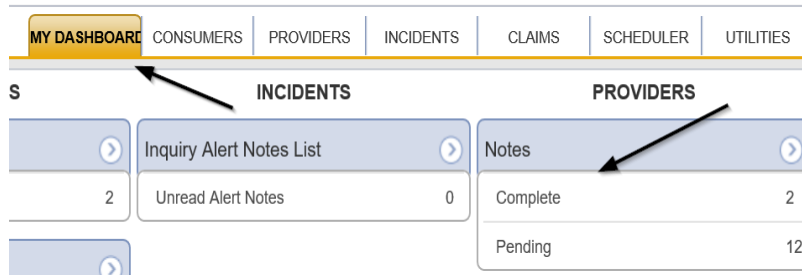 MY DASHBOARD CONSUMERS PROVIDERS INCIDENTS CLAIMS SCHEDULER UTILITIES
S INCIDENTS PROVIDERS
Inquiry Alert Notes List Notes
2 Unread Alert Notes 0 Complete 2
Pending 12